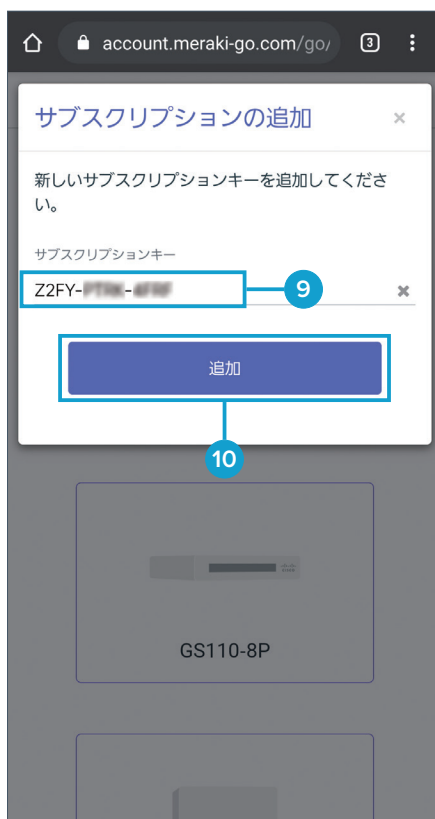 account.meraki-go.com/go/
3
サブスクリプションの追加
×
新しいサブスクリプションキーを追加してくださ
い。
サブスクリプションキー
Z2FY-
9
追加
10
GS110-8P